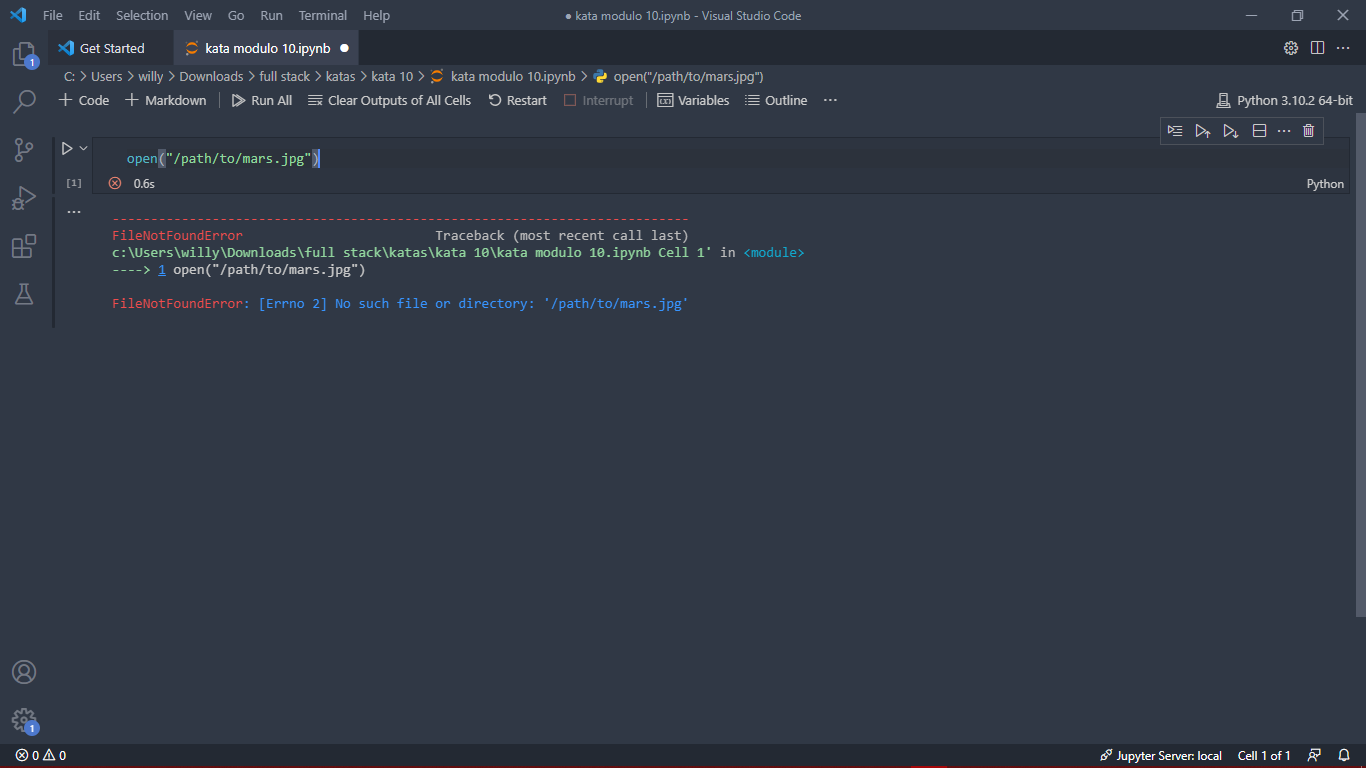 File Edit Selection View Go Run Terminal Help ● kata modulo 10.ipynb - Visual Studio Code
1 Get Started kata modulo 10.ipynb ●
C: > Users > willy > Downloads > full stack > katas > kata 10 > kata modulo 10.ipynb > open("/path/to/mars.jpg")
+ Code + Markdown Run All Clear Outputs of All Cells Restart Interrupt Variables Outline ··· Python 3.10.2 64-bit
open("/path/to/mars.jpg")
[1] 0.6s Python
---------------------------------------------------------------------------
FileNotFoundError Traceback (most recent call last)
c:\Users\willy\Downloads\full stack\katas\kata 10\kata modulo 10.ipynb Cell 1' in <module>
----> 1 open("/path/to/mars.jpg")
FileNotFoundError: [Errno 2] No such file or directory: '/path/to/mars.jpg'
1
0 0 Jupyter Server: local Cell 1 of 1